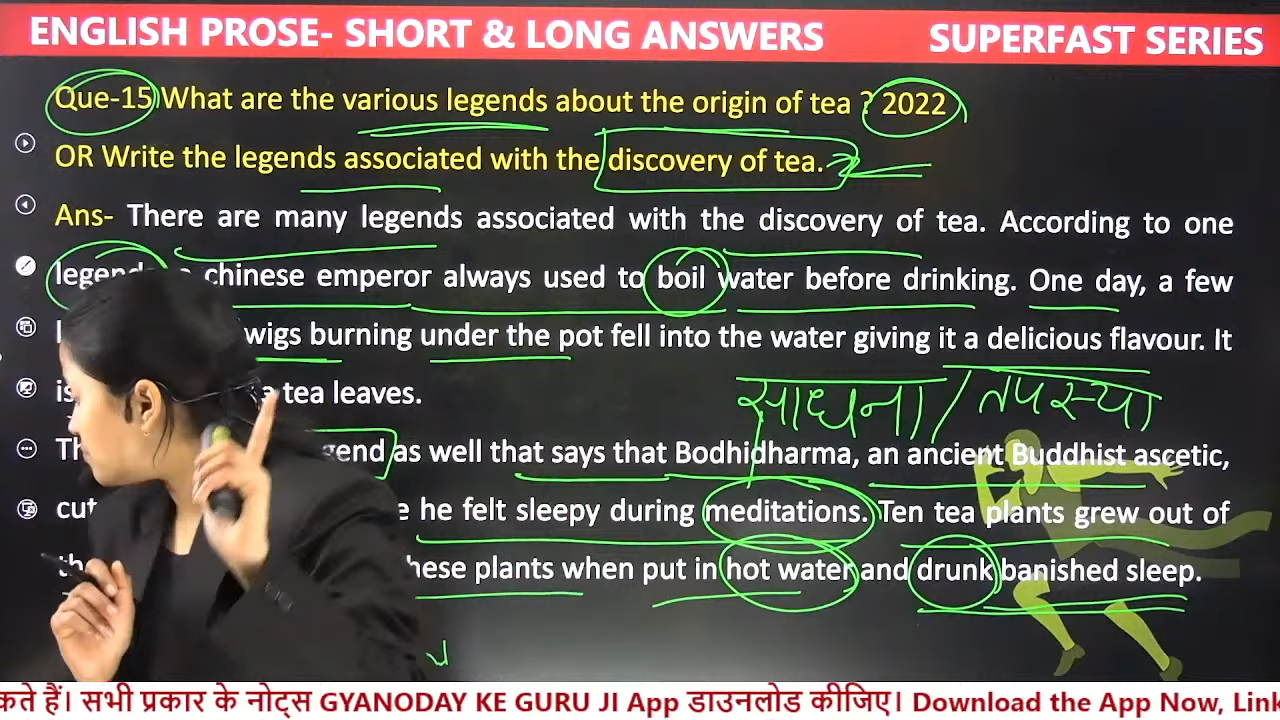 ENGLISH PROSE- SHORT & LONG ANSWERS SUPERFAST SERIES
Que-15 What are the various legends about the origin of tea ? 2022
OR Write the legends associated with the discovery of tea.
Ans- There are many legends associated with the discovery of tea. According to one
legend, chinese emperor always used to boil water before drinking. One day, a few
wigs burning under the pot fell into the water giving it a delicious flavour. It
is a tea leaves.
साधना / तपस्या
gend as well that says that Bodhidharma, an ancient Buddhist ascetic,
cut he felt sleepy during meditations. Ten tea plants grew out of
hese plants when put in hot water and drunk banished sleep.
कते हैं। सभी प्रकार के नोट्स GYANODAY KE GURU JI App डाउनलोड कीजिए। Download the App Now, Link